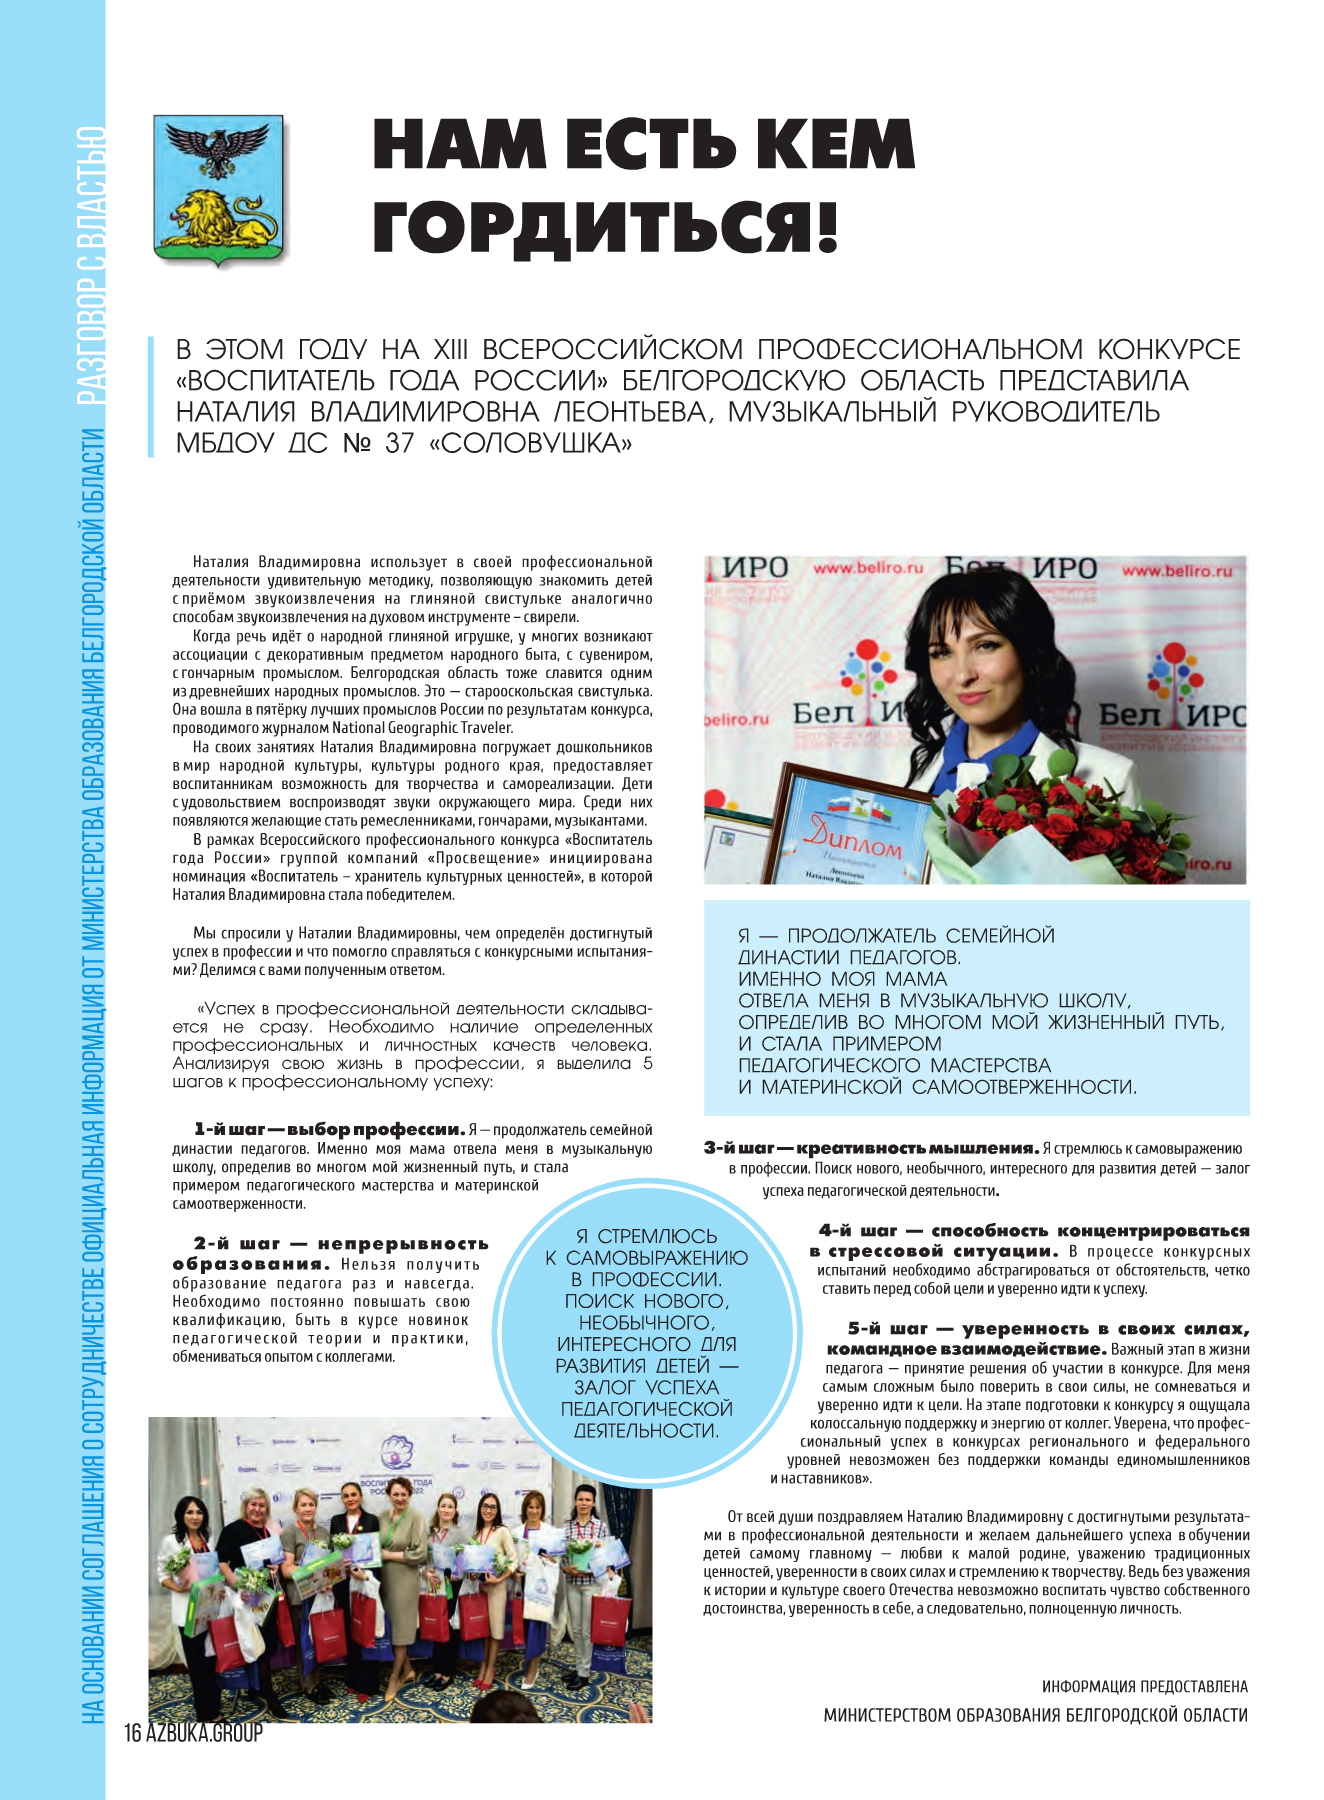 РАЗГОВОР С ВЛАСТЬЮ
НА ОСНОВАНИИ СОГЛАШЕНИЯ О СОТРУДНИЧЕСТВЕ ОФИЦИАЛЬНАЯ ИНФОРМАЦИЯ ОТ МИНИСТЕРСТВА ОБРАЗОВАНИЯ БЕЛГОРОДСКОЙ ОБЛАСТИ
НАМ ЕСТЬ КЕМ
ГОРДИТЬСЯ!
В ЭТОМ ГОДУ НА XIII ВСЕРОССИЙСКОМ ПРОФЕССИОНАЛЬНОМ КОНКУРСЕ
«ВОСПИТАТЕЛЬ ГОДА РОССИИ» БЕЛГОРОДСКУЮ ОБЛАСТЬ ПРЕДСТАВИЛА
НАТАЛИЯ ВЛАДИМИРОВНА ЛЕОНТЬЕВА, МУЗЫКАЛЬНЫЙ РУКОВОДИТЕЛЬ
МБДОУ ДС № 37 «СОЛОВУШКА»
Наталия Владимировна использует в своей профессиональной
деятельности удивительную методику, позволяющую знакомить детей
с приёмом звукоизвлечения на глиняной свистульке аналогично
способам звукоизвлечения на духовом инструменте – свирели.
Когда речь идёт о народной глиняной игрушке, у многих возникают
ассоциации с декоративным предметом народного быта, с сувениром,
с гончарным промыслом. Белгородская область тоже славится одним
из древнейших народных промыслов. Это — старооскольская свистулька.
Она вошла в пятёрку лучших промыслов России по результатам конкурса,
проводимого журналом National Geographic Traveler.
На своих занятиях Наталия Владимировна погружает дошкольников
в мир народной культуры, культуры родного края, предоставляет
воспитанникам возможность для творчества и самореализации. Дети
с удовольствием воспроизводят звуки окружающего мира. Среди них
появляются желающие стать ремесленниками, гончарами, музыкантами.
В рамках Всероссийского профессионального конкурса «Воспитатель
года России» группой компаний «Просвещение» инициирована
номинация «Воспитатель – хранитель культурных ценностей», в которой
Наталия Владимировна стала победителем.
Мы спросили у Наталии Владимировны, чем определён достигнутый
успех в профессии и что помогло справляться с конкурсными испытания-
ми? Делимся с вами полученным ответом.
«Успех в профессиональной деятельности складыва-
ется не сразу. Необходимо наличие определенных
профессиональных и личностных качеств человека.
Анализируя свою жизнь в профессии, я выделила 5
шагов к профессиональному успеху:
1-й шаг — выбор профессии. Я — продолжатель семейной
династии педагогов. Именно моя мама отвела меня в музыкальную
школу, определив во многом мой жизненный путь, и стала
примером педагогического мастерства и материнской
самоотверженности.
2-й шаг — непрерывность
образования. Нельзя получить
образование педагога раз и навсегда.
Необходимо постоянно повышать свою
квалификацию, быть в курсе новинок
педагогической теории и практики,
обмениваться опытом с коллегами.
Я СТРЕМЛЮСЬ
К САМОВЫРАЖЕНИЮ
В ПРОФЕССИИ.
ПОИСК НОВОГО,
НЕОБЫЧНОГО,
ИНТЕРЕСНОГО ДЛЯ
РАЗВИТИЯ ДЕТЕЙ —
ЗАЛОГ УСПЕХА
ПЕДАГОГИЧЕСКОЙ
ДЕЯТЕЛЬНОСТИ.
ИРО www.beliro.ru Бел ИРО www.beliro.ru
beliro.ru Бел И Бел ИРО
Диплом
Награждается
Леонтьева
iro.ru
Я — ПРОДОЛЖАТЕЛЬ СЕМЕЙНОЙ
ДИНАСТИИ ПЕДАГОГОВ.
ИМЕННО МОЯ МАМА
ОТВЕЛА МЕНЯ В МУЗЫКАЛЬНУЮ ШКОЛУ,
ОПРЕДЕЛИВ ВО МНОГОМ МОЙ ЖИЗНЕННЫЙ ПУТЬ,
И СТАЛА ПРИМЕРОМ
ПЕДАГОГИЧЕСКОГО МАСТЕРСТВА
И МАТЕРИНСКОЙ САМООТВЕРЖЕННОСТИ.
3-й шаг — креативность мышления. Я стремлюсь к самовыражению
в профессии. Поиск нового, необычного, интересного для развития детей — залог
успеха педагогической деятельности.
4-й шаг — способность концентрироваться
в стрессовой ситуации. В процессе конкурсных
испытаний необходимо абстрагироваться от обстоятельств, четко
ставить перед собой цели и уверенно идти к успеху.
5-й шаг — уверенность в своих силах,
командное взаимодействие. Важный этап в жизни
педагога — принятие решения об участии в конкурсе. Для меня
самым сложным было поверить в свои силы, не сомневаться и
уверенно идти к цели. На этапе подготовки к конкурсу я ощущала
колоссальную поддержку и энергию от коллег. Уверена, что профес-
сиональный успех в конкурсах регионального и федерального
уровней невозможен без поддержки команды единомышленников
и наставников».
От всей души поздравляем Наталию Владимировну с достигнутыми результата-
ми в профессиональной деятельности и желаем дальнейшего успеха в обучении
детей самому главному — любви к малой родине, уважению традиционных
ценностей, уверенности в своих силах и стремлению к творчеству. Ведь без уважения
к истории и культуре своего Отечества невозможно воспитать чувство собственного
достоинства, уверенность в себе, а следовательно, полноценную личность.
ИНФОРМАЦИЯ ПРЕДОСТАВЛЕНА
МИНИСТЕРСТВОМ ОБРАЗОВАНИЯ БЕЛГОРОДСКОЙ ОБЛАСТИ
16 AZBUKA.GROUP